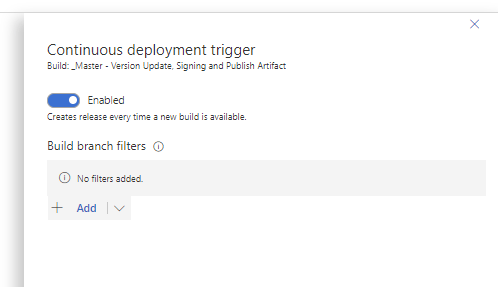 Continuous deployment trigger
Build: _Master - Version Update, Signing and Publish Artifact
Enabled
Creates release every time a new build is available.
Build branch filters
No filters added.
Add